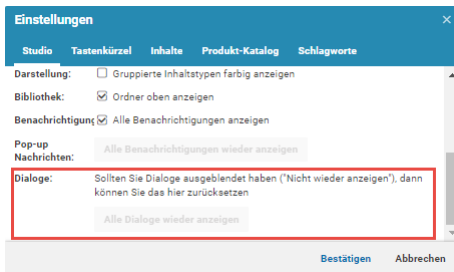 Einstellungen
Studio Tastenkürzel Inhalte Produkt-Katalog Schlagworte
Darstellung: Gruppierte Inhaltstypen farbig anzeigen
Bibliothek: Ordner oben anzeigen
Benachrichtigung Alle Benachrichtigungen anzeigen
Pop-up
Nachrichten:
Alle Benachrichtigungen wieder anzeigen
Dialoge: Sollten Sie Dialoge ausgeblendet haben ("Nicht wieder anzeigen"), dann
können Sie das hier zurücksetzen
Alle Dialoge wieder anzeigen
Bestätigen Abbrechen